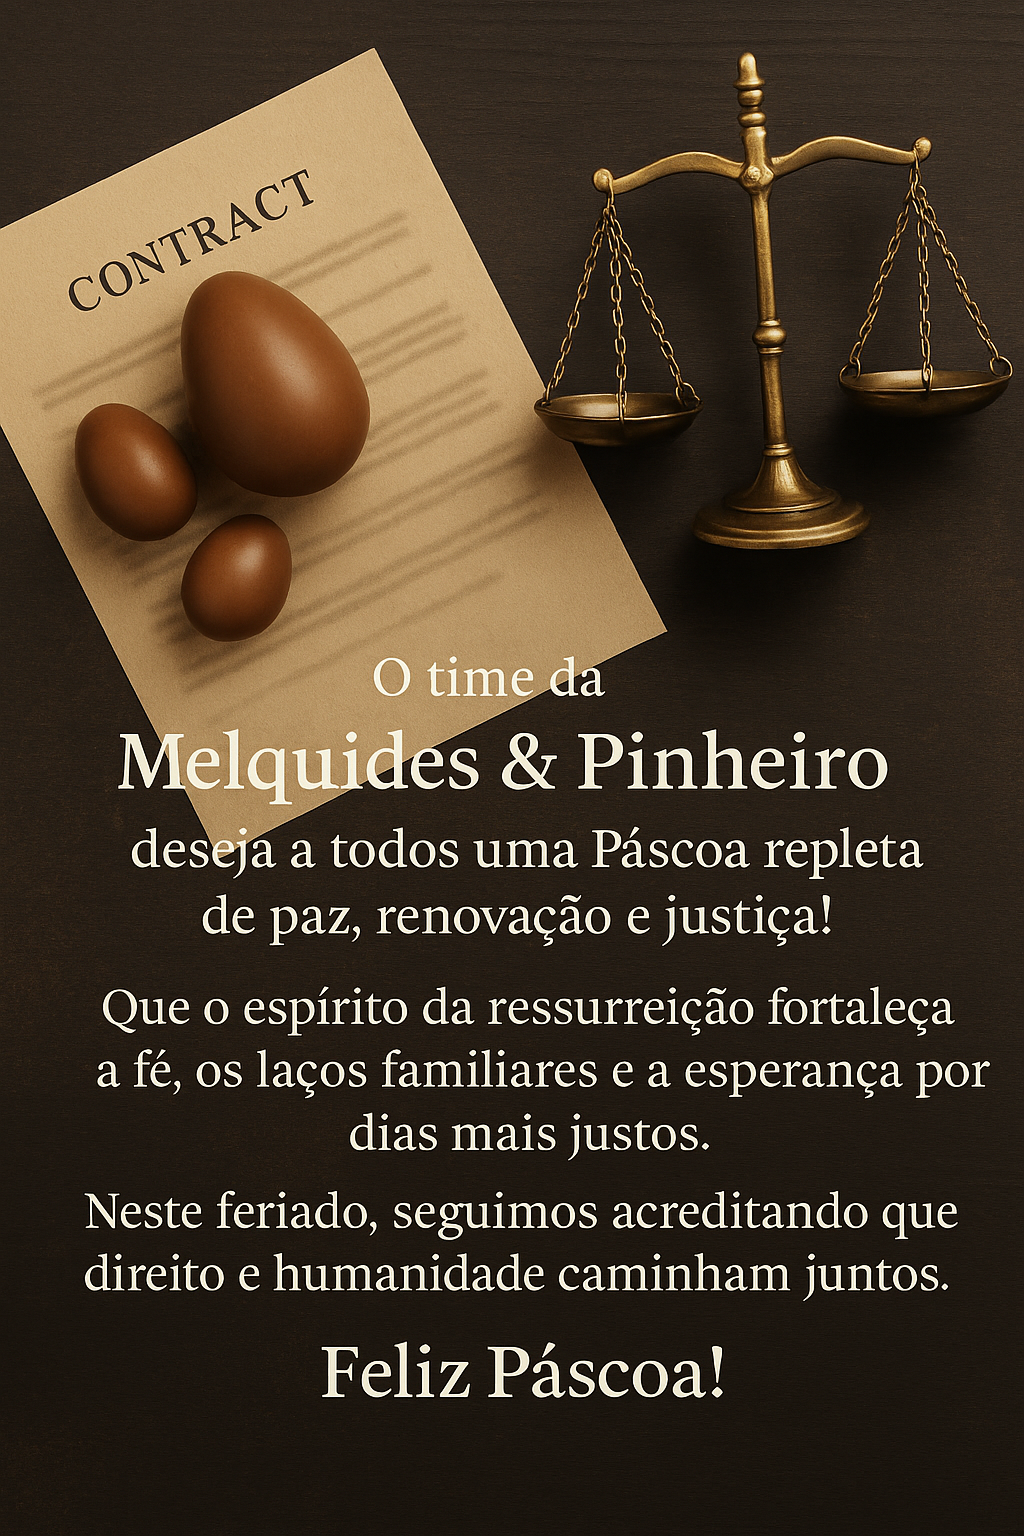 CONTRACT
O time da
Melquides & Pinheiro
deseja a todos uma Páscoa repleta
de paz, renovação e justiça!
Que o espírito da ressurreição fortaleça
a fé, os laços familiares e a esperança por
dias mais justos.
Neste feriado, seguimos acreditando que
direito e humanidade caminham juntos.
Feliz Páscoa!